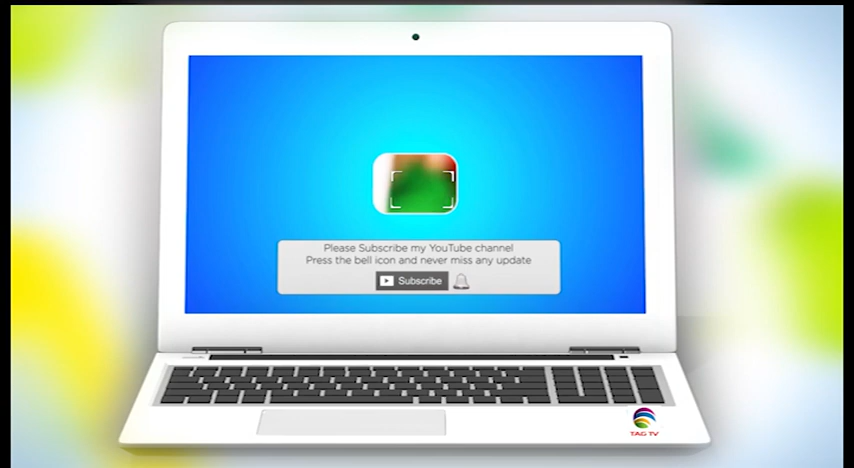 Please Subscribe my YouTube channel
Press the bell icon and never miss any update
Subscribe
TAG TV